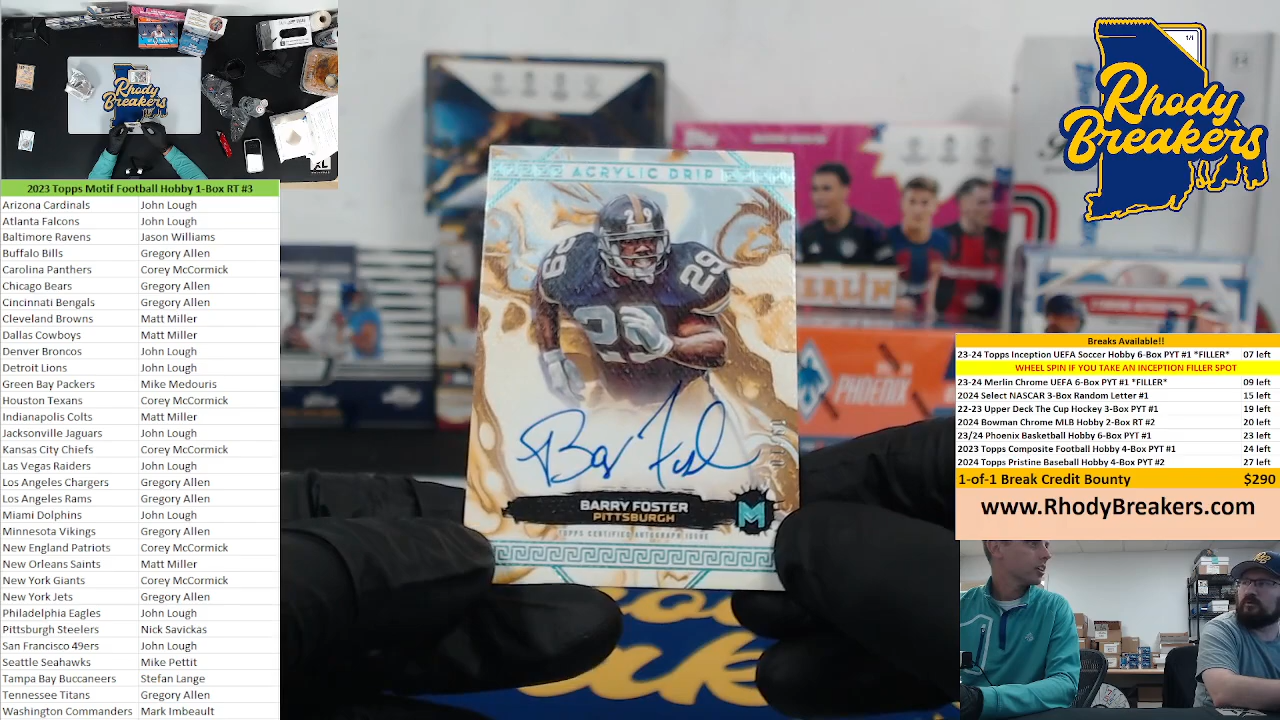 2023 Topps Motif Football Hobby 1-Box RT #3
Arizona Cardinals John Lough
Atlanta Falcons John Lough
Baltimore Ravens Jason Williams
Buffalo Bills Gregory Allen
Carolina Panthers Corey McCormick
Chicago Bears Gregory Allen
Cincinnati Bengals Gregory Allen
Cleveland Browns Matt Miller
Dallas Cowboys Matt Miller
Denver Broncos John Lough
Detroit Lions John Lough
Green Bay Packers Mike Medouris
Houston Texans Corey McCormick
Indianapolis Colts Matt Miller
Jacksonville Jaguars John Lough
Kansas City Chiefs Corey McCormick
Las Vegas Raiders John Lough
Los Angeles Chargers Gregory Allen
Los Angeles Rams Gregory Allen
Miami Dolphins John Lough
Minnesota Vikings Gregory Allen
New England Patriots Corey McCormick
New Orleans Saints Matt Miller
New York Giants Corey McCormick
New York Jets Gregory Allen
Philadelphia Eagles John Lough
Pittsburgh Steelers Nick Savickas
San Francisco 49ers John Lough
Seattle Seahawks Mike Pettit
Tampa Bay Buccaneers Stefan Lange
Tennessee Titans Gregory Allen
Washington Commanders Mark Imbeault
Rhody
Breakers
ACRYLIC DRIP
29
29
29
29
Barry Foster
BARRY FOSTER
PITTSBURGH
M
TOPPS CERTIFIED AUTOGRAPH ISSUE
topps
MERLIN
PHOENIX
1/1
Rhody
Breakers
Breaks Available!!
23-24 Topps Inception UEFA Soccer Hobby 6-Box PYT #1 *FILLER* 07 left
WHEEL SPIN IF YOU TAKE AN INCEPTION FILLER SPOT
23-24 Merlin Chrome UEFA 6-Box PYT #1 *FILLER* 09 left
2024 Select NASCAR 3-Box Random Letter #1 15 left
22-23 Upper Deck The Cup Hockey 3-Box PYT #1 19 left
2024 Bowman Chrome MLB Hobby 2-Box RT #2 20 left
23/24 Phoenix Basketball Hobby 6-Box PYT #1 23 left
2023 Topps Composite Football Hobby 4-Box PYT #1 24 left
2024 Topps Pristine Baseball Hobby 4-Box PYT #2 27 left
1-of-1 Break Credit Bounty $290
www.RhodyBreakers.com